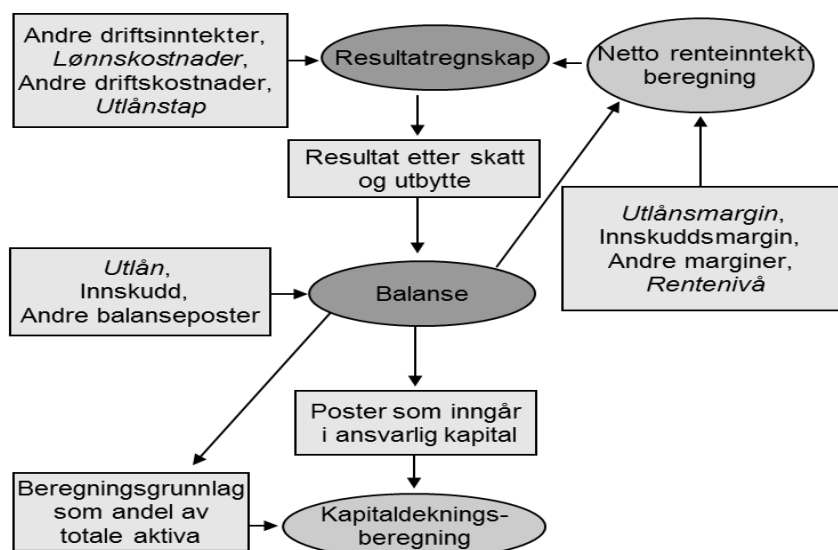 Andre driftsinntekter,
Lønnskostnader,
Andre driftskostnader,
Utlånstap
Resultatregnskap
Netto renteinntekt
beregning
Resultat etter skatt
og utbytte
Utlånsmargin,
Innskuddsmargin,
Andre marginer,
Rentenivå
Utlån,
Innskudd,
Andre balanseposter
Balanse
Poster som inngår
i ansvarlig kapital
Beregningsgrunnlag
som andel av
totale aktiva
Kapitaldeknings-
beregning